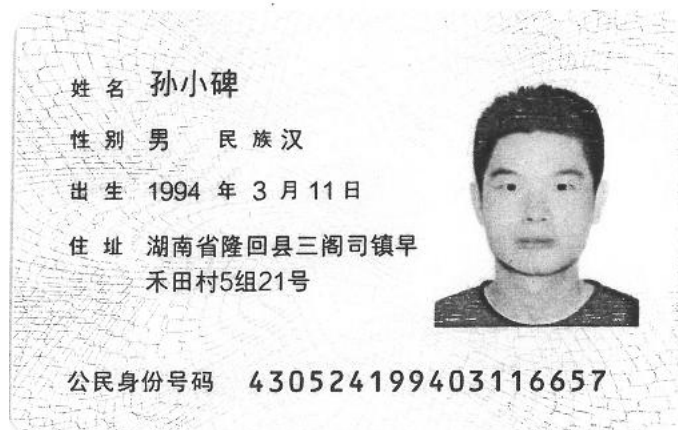 姓名 孙小碑
性别 男 民族 汉
出生 1994 年 3 月 11 日
住址 湖南省隆回县三阁司镇早
禾田村5组21号
公民身份号码 430524199403116657